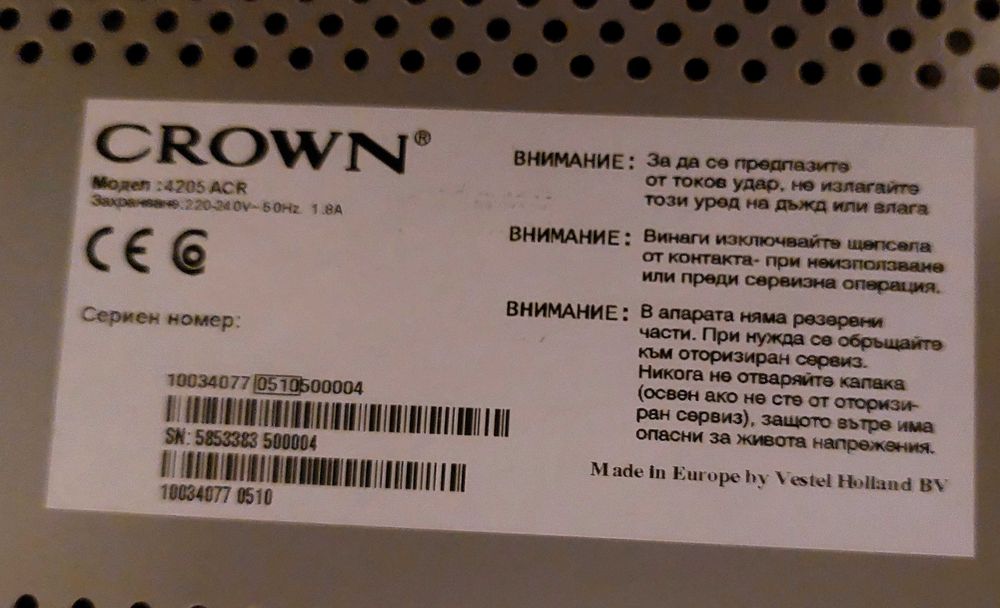 CROWN®
Модел :4205 ACR
Захранване:220-240V~ 50Hz. 1.8A
CE
Сериен номер:
10034077 0510500004
SN: 5853383 500004
10034077 0510
ВНИМАНИЕ: За да се предпазите
от токов удар, не излагайте
този уред на дъжд или влага
ВНИМАНИЕ: Винаги изключвайте щепсела
от контакта- при неизползване
или преди сервизна операция.
ВНИМАНИЕ: В апарата няма резервни
части. При нужда се обръщайте
към оторизиран сервиз.
Никога не отваряйте капака
(освен ако не сте от оторизи-
ран сервиз), защото вътре има
опасни за живота напрежения.
Made in Europe by Vestel Holland BV